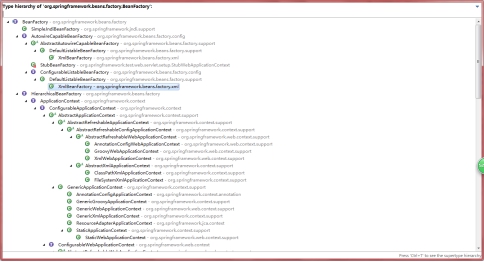 Type hierarchy of 'org.springframework.beans.factory.BeanFactory':
BeanFactory - org.springframework.beans.factory
SimpleJndiBeanFactory - org.springframework.jndi.support
AutowireCapableBeanFactory - org.springframework.beans.factory.config
AbstractAutowireCapableBeanFactory - org.springframework.beans.factory.support
DefaultListableBeanFactory - org.springframework.beans.factory.support
XmlBeanFactory - org.springframework.beans.factory.xml
StubBeanFactory - org.springframework.test.web.servlet.setup.StubWebApplicationContext
ConfigurableListableBeanFactory - org.springframework.beans.factory.config
DefaultListableBeanFactory - org.springframework.beans.factory.support
XmlBeanFactory - org.springframework.beans.factory.xml
HierarchicalBeanFactory - org.springframework.beans.factory
ApplicationContext - org.springframework.context
ConfigurableApplicationContext - org.springframework.context
AbstractApplicationContext - org.springframework.context.support
AbstractRefreshableApplicationContext - org.springframework.context.support
AbstractRefreshableConfigApplicationContext - org.springframework.context.support
AbstractRefreshableWebApplicationContext - org.springframework.web.context.support
AnnotationConfigWebApplicationContext - org.springframework.web.context.support
GroovyWebApplicationContext - org.springframework.web.context.support
XmlWebApplicationContext - org.springframework.web.context.support
AbstractXmlApplicationContext - org.springframework.context.support
ClassPathXmlApplicationContext - org.springframework.context.support
FileSystemXmlApplicationContext - org.springframework.context.support
GenericApplicationContext - org.springframework.context.support
AnnotationConfigApplicationContext - org.springframework.context.annotation
GenericGroovyApplicationContext - org.springframework.context.support
GenericWebApplicationContext - org.springframework.web.context.support
GenericXmlApplicationContext - org.springframework.context.support
ResourceAdapterApplicationContext - org.springframework.jca.context
StaticApplicationContext - org.springframework.context.support
StaticWebApplicationContext - org.springframework.web.context.support
ConfigurableWebApplicationContext - org.springframework.web.context
Press 'Ctrl+T' to see the supertype hierarchy